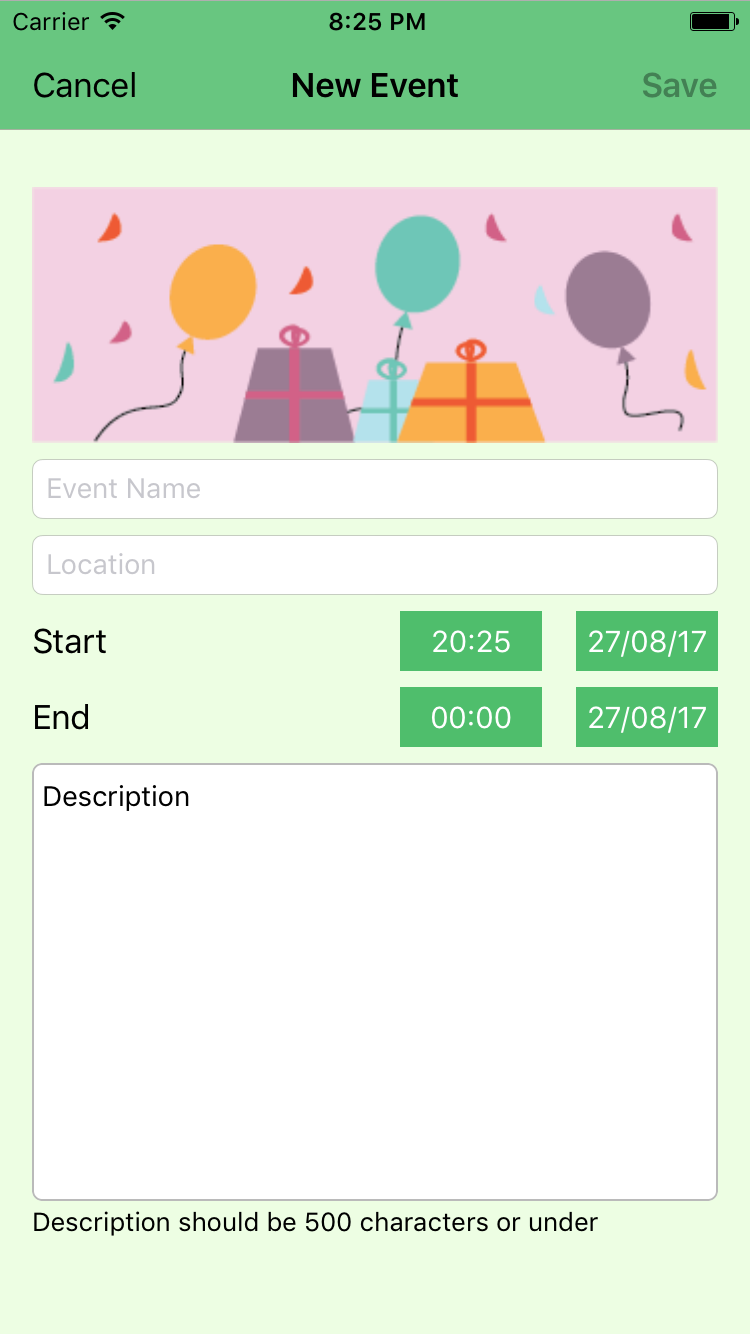 Carrier 8:25 PM
Cancel New Event Save
Event Name
Location
Start 20:25 27/08/17
End 00:00 27/08/17
Description
Description should be 500 characters or under